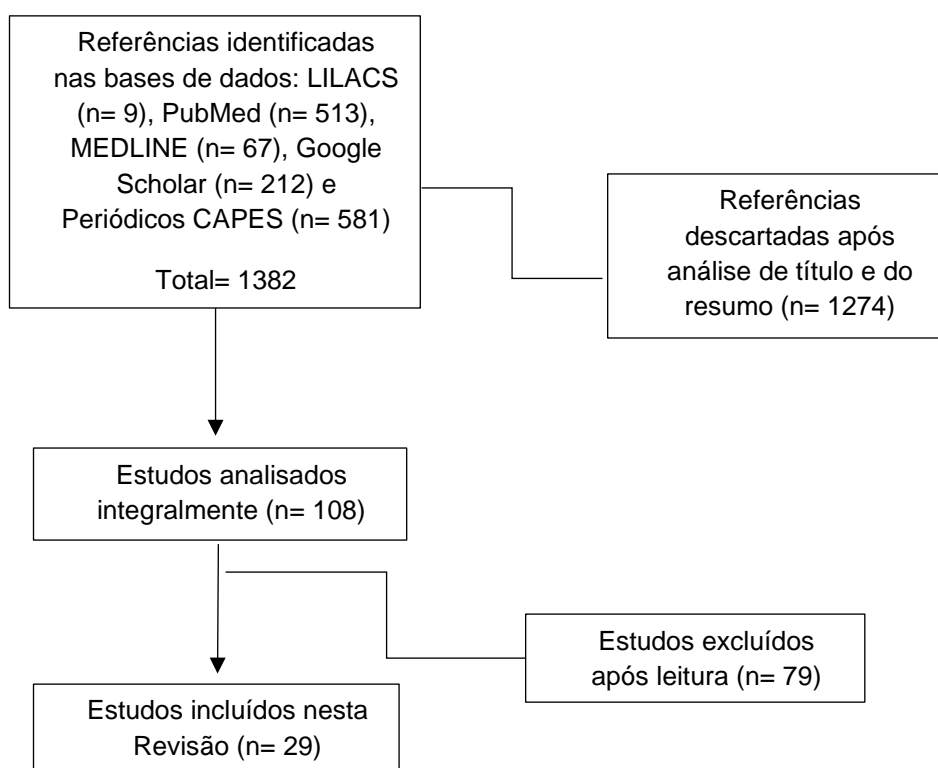 Referências identificadas
nas bases de dados: LILACS
(n= 9), PubMed (n= 513),
MEDLINE (n= 67), Google
Scholar (n= 212) e
Periódicos CAPES (n= 581)
Total= 1382
Referências
descartadas após
análise de título e do
resumo (n= 1274)
Estudos analisados
integralmente (n= 108)
Estudos excluídos
após leitura (n= 79)
Estudos incluídos nesta
Revisão (n= 29)